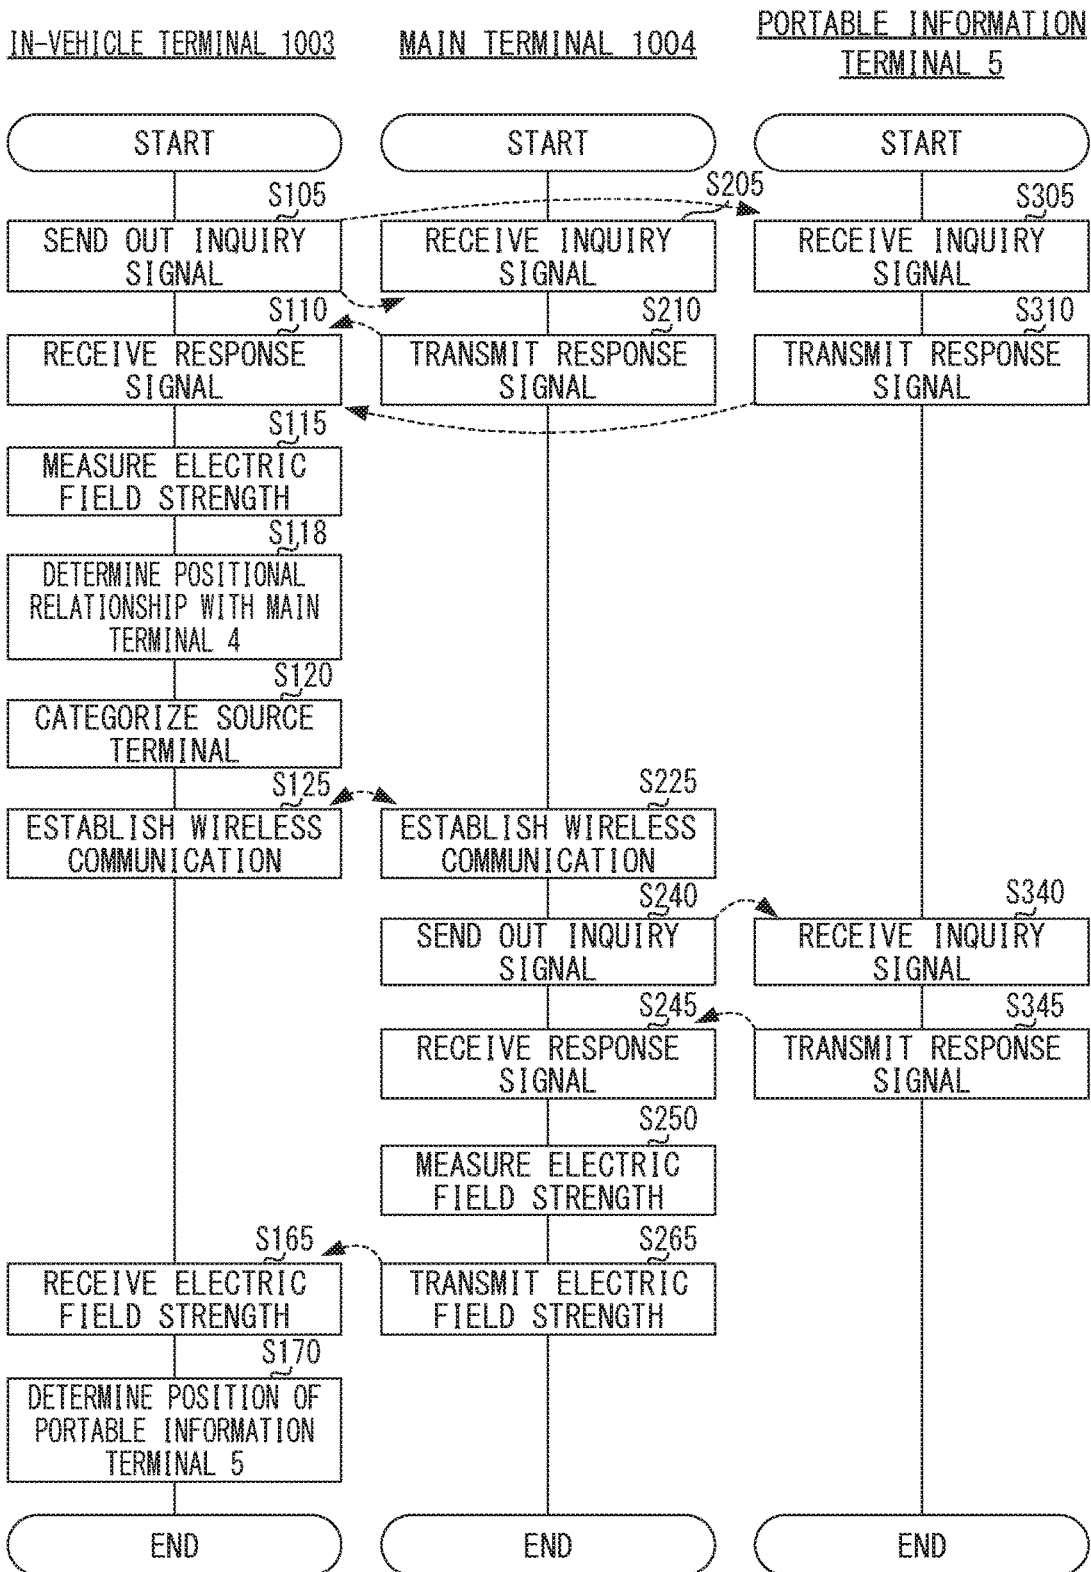 IN-VEHICLE TERMINAL 1003
MAIN TERMINAL 1004
PORTABLE INFORMATION
TERMINAL 5
START
START
START
S105
SEND OUT INQUIRY
SIGNAL
S205
RECEIVE INQUIRY
SIGNAL
S305
RECEIVE INQUIRY
SIGNAL
S110
RECEIVE RESPONSE
SIGNAL
S210
TRANSMIT RESPONSE
SIGNAL
S310
TRANSMIT RESPONSE
SIGNAL
S115
MEASURE ELECTRIC
FIELD STRENGTH
S118
DETERMINE POSITIONAL
RELATIONSHIP WITH MAIN
TERMINAL 4
S120
CATEGORIZE SOURCE
TERMINAL
S125
ESTABLISH WIRELESS
COMMUNICATION
S225
ESTABLISH WIRELESS
COMMUNICATION
S240
SEND OUT INQUIRY
SIGNAL
S340
RECEIVE INQUIRY
SIGNAL
S245
RECEIVE RESPONSE
SIGNAL
S345
TRANSMIT RESPONSE
SIGNAL
S250
MEASURE ELECTRIC
FIELD STRENGTH
S165
RECEIVE ELECTRIC
FIELD STRENGTH
S265
TRANSMIT ELECTRIC
FIELD STRENGTH
S170
DETERMINE POSITION OF
PORTABLE INFORMATION
TERMINAL 5
END
END
END